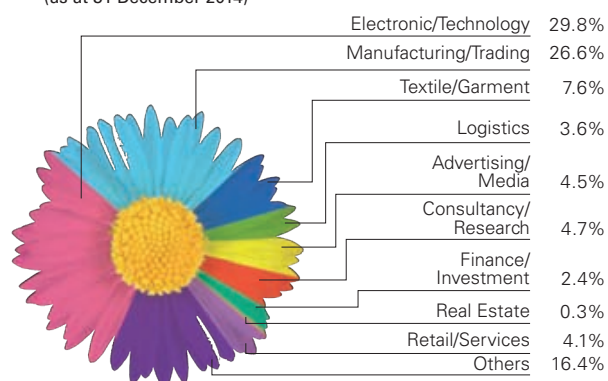 (as at 31 December 2014)
Electronic/Technology 29.8%
Manufacturing/Trading 26.6%
Textile/Garment 7.6%
Logistics 3.6%
Advertising/
Media 4.5%
Consultancy/
Research 4.7%
Finance/
Investment 2.4%
Real Estate 0.3%
Retail/Services 4.1%
Others 16.4%